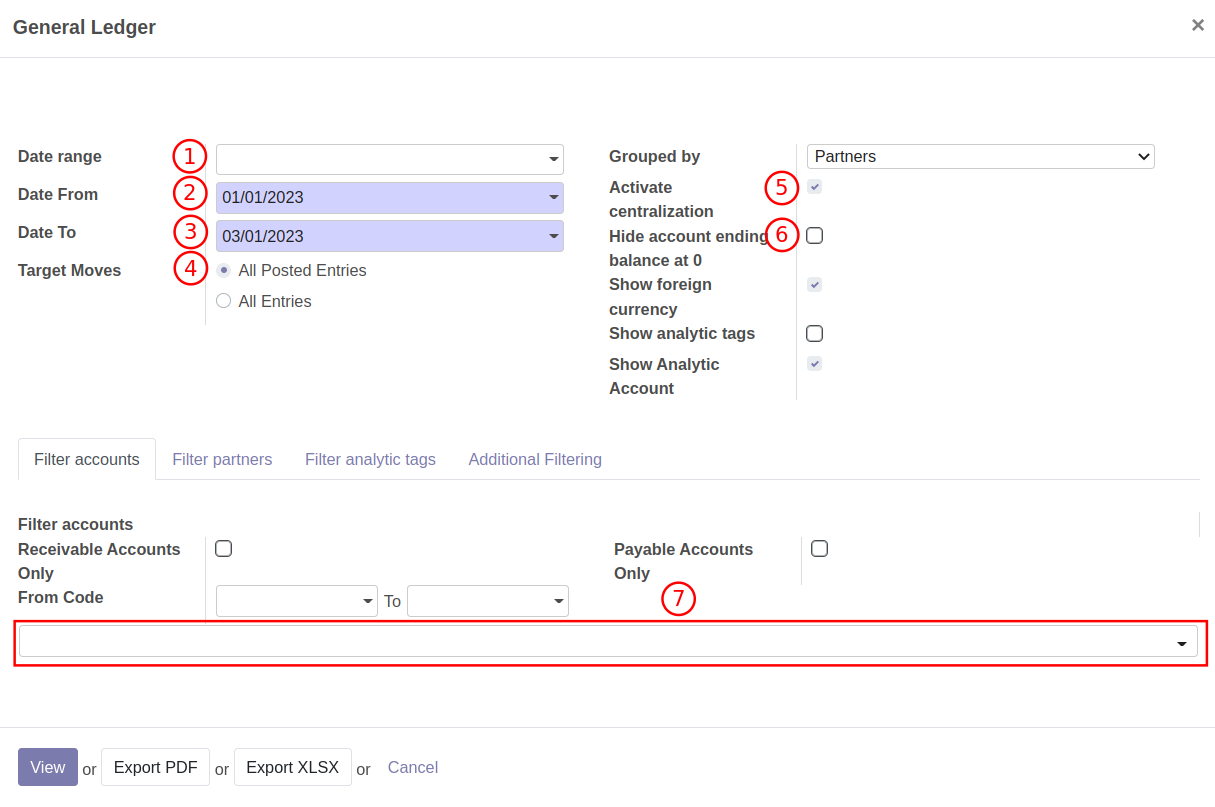 General Ledger ×
Date range 1
Date From 2 01/01/2023
Date To 3 03/01/2023
Target Moves 4 All Posted Entries
All Entries
Grouped by Partners
Activate 5
centralization
Hide account ending 6
balance at 0
Show foreign
currency
Show analytic tags
Show Analytic
Account
Filter accounts Filter partners Filter analytic tags Additional Filtering
Filter accounts
Receivable Accounts
Only
Payable Accounts
Only
From Code To 7
View or Export PDF or Export XLSX or Cancel